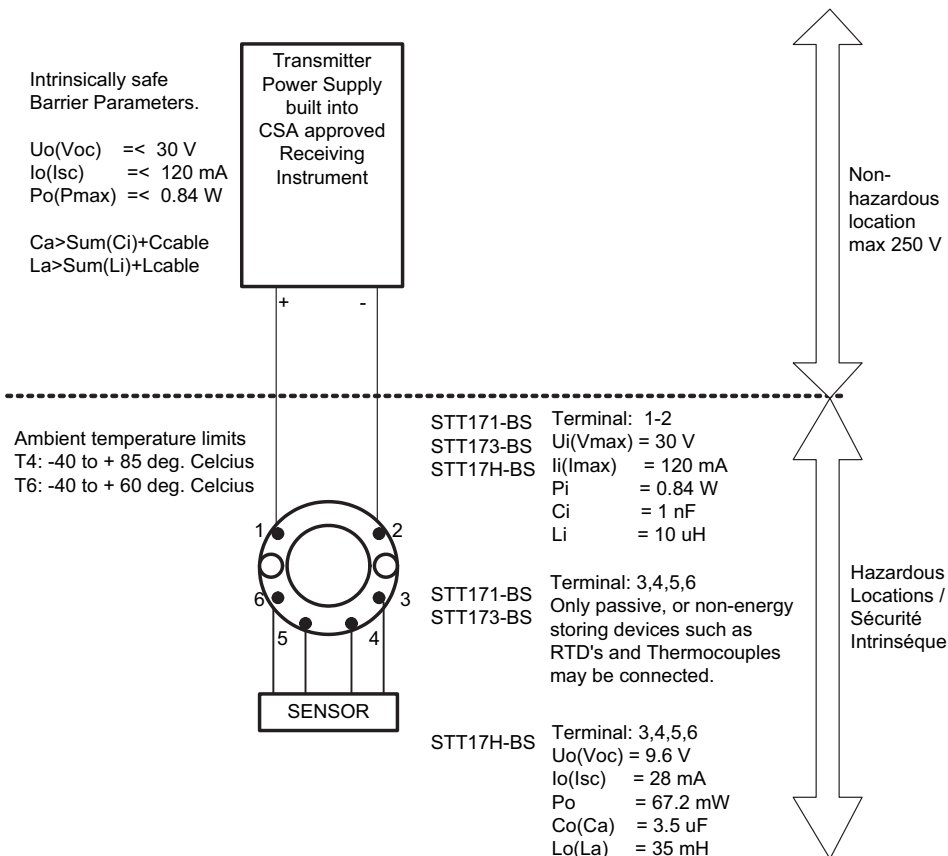 Intrinsically safe
Barrier Parameters.
Uo(Voc) =< 30 V
Io(Isc) =< 120 mA
Po(Pmax) =< 0.84 W
Ca>Sum(Ci)+Ccable
La>Sum(Li)+Lcable
Transmitter
Power Supply
built into
CSA approved
Receiving
Instrument
+ -
Non-
hazardous
location
max 250 V
Ambient temperature limits
T4: -40 to + 85 deg. Celcius
T6: -40 to + 60 deg. Celcius
1 2
6 3
5 4
SENSOR
STT171-BS
STT173-BS
STT17H-BS
Terminal: 1-2
Ui(Vmax) = 30 V
Ii(Imax) = 120 mA
Pi = 0.84 W
Ci = 1 nF
Li = 10 uH
STT171-BS
STT173-BS
Terminal: 3,4,5,6
Only passive, or non-energy
storing devices such as
RTD's and Thermocouples
may be connected.
STT17H-BS
Terminal: 3,4,5,6
Uo(Voc) = 9.6 V
Io(Isc) = 28 mA
Po = 67.2 mW
Co(Ca) = 3.5 uF
Lo(La) = 35 mH
Hazardous
Locations /
Sécurité
Intrinséque